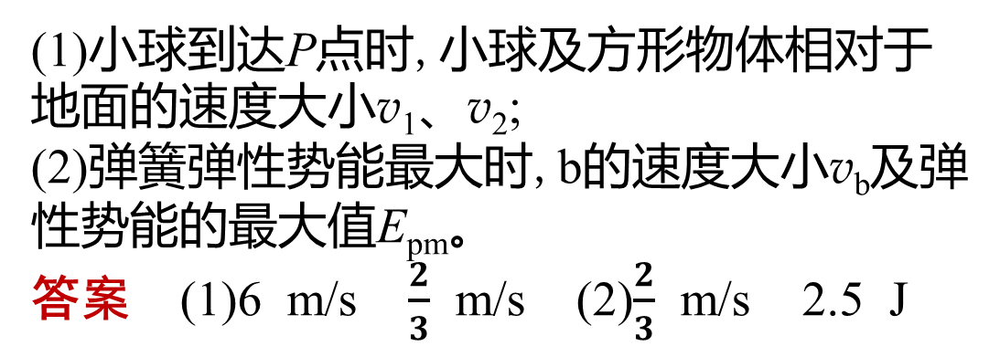 (1)小球到达P点时, 小球及方形物体相对于
地面的速度大小v₁、v₂;
(2)弹簧弹性势能最大时, b的速度大小v_b及弹
性势能的最大值E_pm。
答案 (1)6 m/s 2/3 m/s (2)2/3 m/s 2.5 J